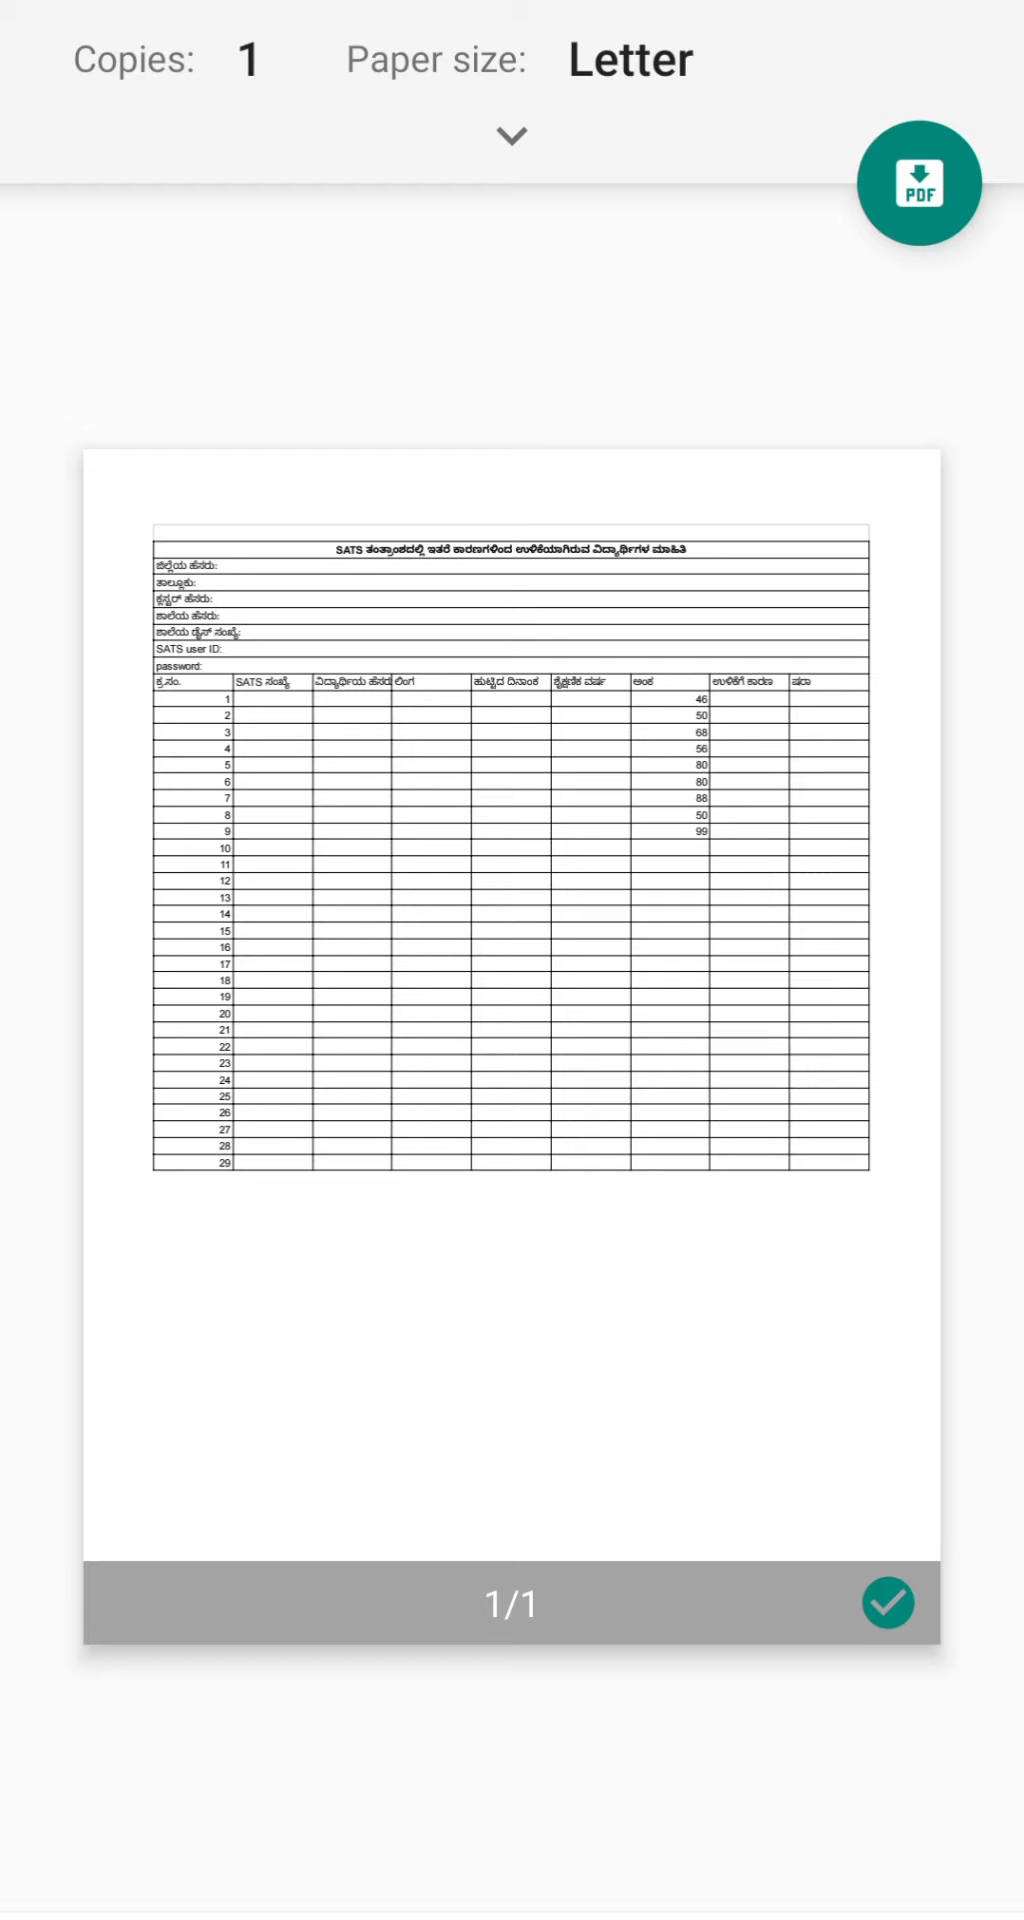 Copies: 1 Paper size: Letter
PDF
SATS ತಂತ್ರಾಂಶದಲ್ಲಿ ಇತರೆ ಕಾರಣಗಳಿಂದ ಉಳಿಕೆಯಾಗಿರುವ ವಿದ್ಯಾರ್ಥಿಗಳ ಮಾಹಿತಿ
ಜಿಲ್ಲೆಯ ಹೆಸರು:
ತಾಲ್ಲೂಕು:
ಕ್ಲಸ್ಟರ್ ಹೆಸರು:
ಶಾಲೆಯ ಹೆಸರು:
ಶಾಲೆಯ ಡೈಸ್ ಸಂಖ್ಯೆ:
SATS user ID:
password:
ಕ್ರ.ಸಂ. SATS ಸಂಖ್ಯೆ ವಿದ್ಯಾರ್ಥಿಯ ಹೆಸರು ಲಿಂಗ ಹುಟ್ಟಿದ ದಿನಾಂಕ ಶೈಕ್ಷಣಿಕ ವರ್ಷ ಅಂಕ ಉಳಿಕೆಗೆ ಕಾರಣ ಷರಾ
1 46
2 50
3 68
4 56
5 80
6 80
7 88
8 50
9 99
10
11
12
13
14
15
16
17
18
19
20
21
22
23
24
25
26
27
28
29
1/1